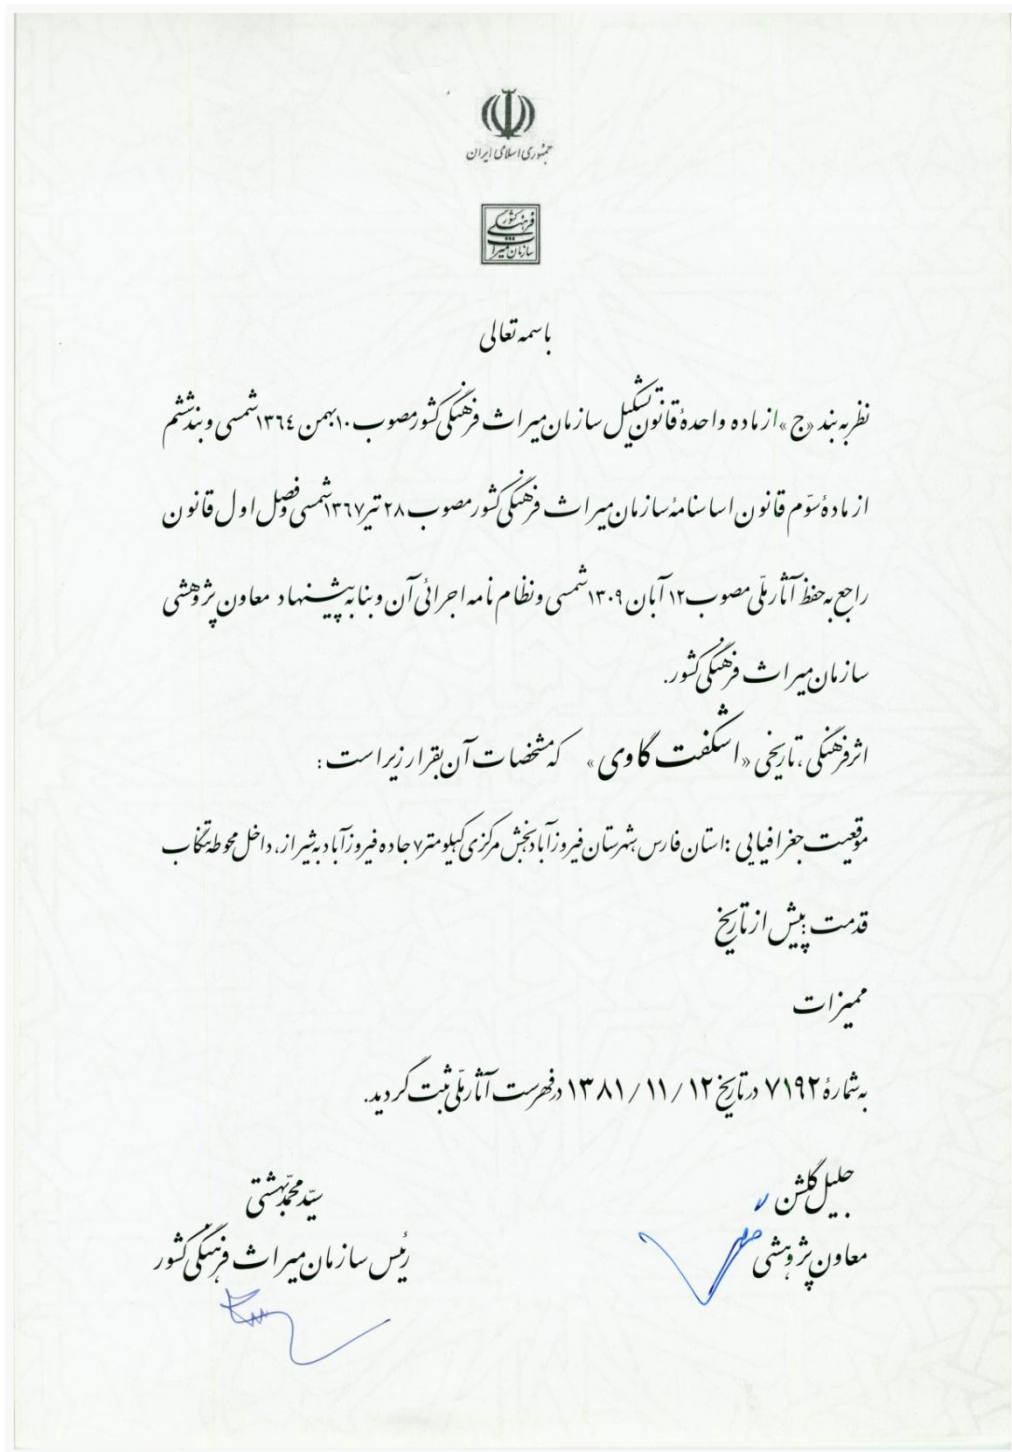 جمهوری اسلامی ایران
سازمان میراث فرهنگی کشور
باسمه تعالی
نظر به بند «ج» از ماده واحدهٔ قانون تشکیل سازمان میراث فرهنگی کشور مصوب ۱۰ بهمن ۱۳۶۴ شمسی و بند ششم
از مادهٔ سوّم قانون اساسنامهٔ سازمان میراث فرهنگی کشور مصوب ۲۸ تیر ۱۳۶۷ شمسی و فصل اول قانون
راجع به حفظ آثار ملّی مصوب ۱۲ آبان ۱۳۰۹ شمسی و نظام نامه اجرائی آن و بنا به پیشنهاد معاون پژوهشی
سازمان میراث فرهنگی کشور.
اثر فرهنگی، تاریخی «اشکفت گاوی» که مشخصات آن بقرار زیر است :
موقعیت جغرافیایی : استان فارس، شهرستان فیروزآباد، بخش مرکزی کیلومتر ۷ جاده فیروزآباد به شیراز، داخل محوطه تنگاب
قدمت پیش از تاریخ
ممیزات
به شمارهٔ ۷۱۹۲ در تاریخ ۱۳۸۱/۱۱/۱۲ در فهرست آثار ملّی ثبت گردید.
جلیل گلشن
معاون پژوهشی
سیّد محمّد بهشتی
رئیس سازمان میراث فرهنگی کشور